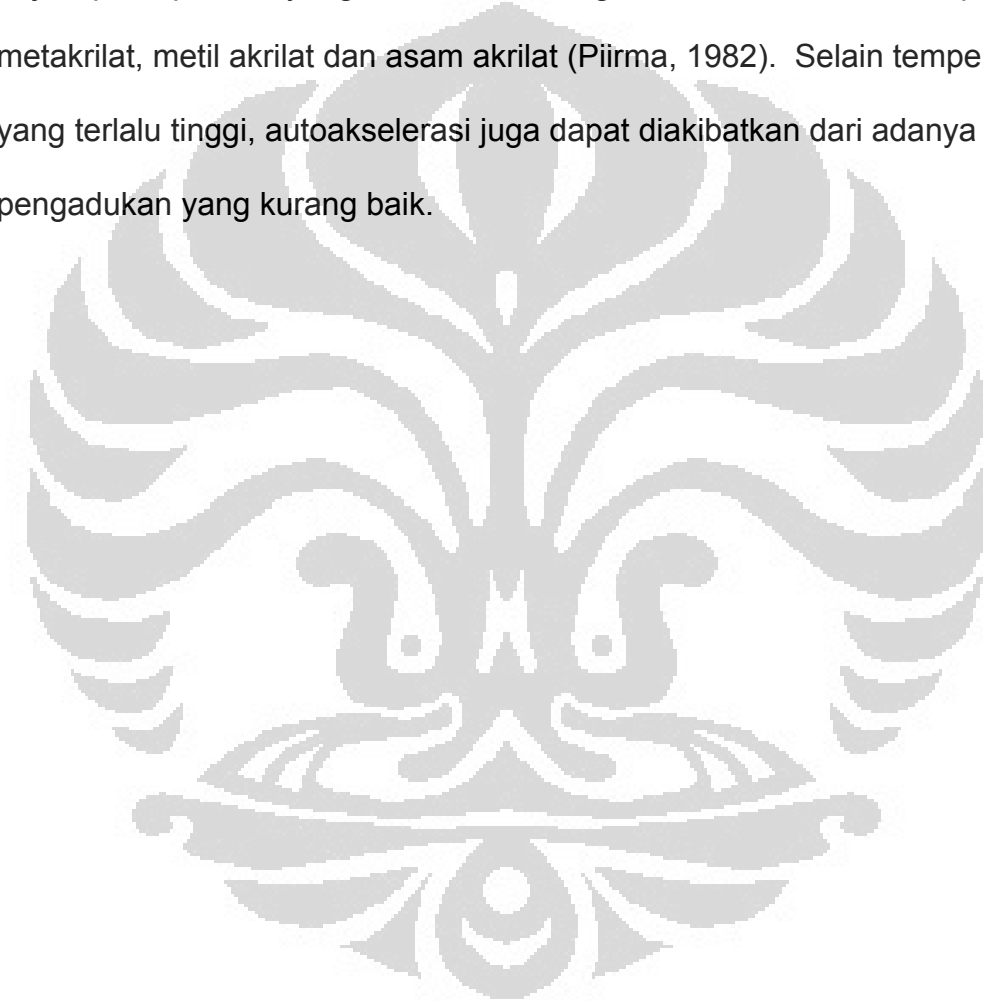 metakrilat, metil akrilat dan asam akrilat (Piirma, 1982).  Selain tempe
yang terlalu tinggi, autoakselerasi juga dapat diakibatkan dari adanya
pengadukan yang kurang baik.